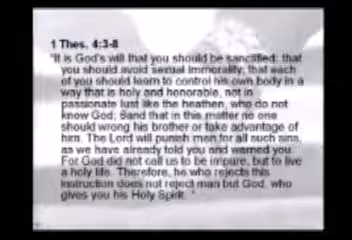 1 Thes. 4:3-8
"It is God's will that you should be sanctified: that
you should avoid sexual immorality; that each
of you should learn to control his own body in a
way that is holy and honorable, not in
passionate lust like the heathen, who do not
know God; 6and that in this matter no one
should wrong his brother or take advantage of
him. The Lord will punish men for all such sins,
as we have already told you and warned you.
For God did not call us to be impure, but to live
a holy life. Therefore, he who rejects this
instruction does not reject man but God, who
gives you his Holy Spirit. "